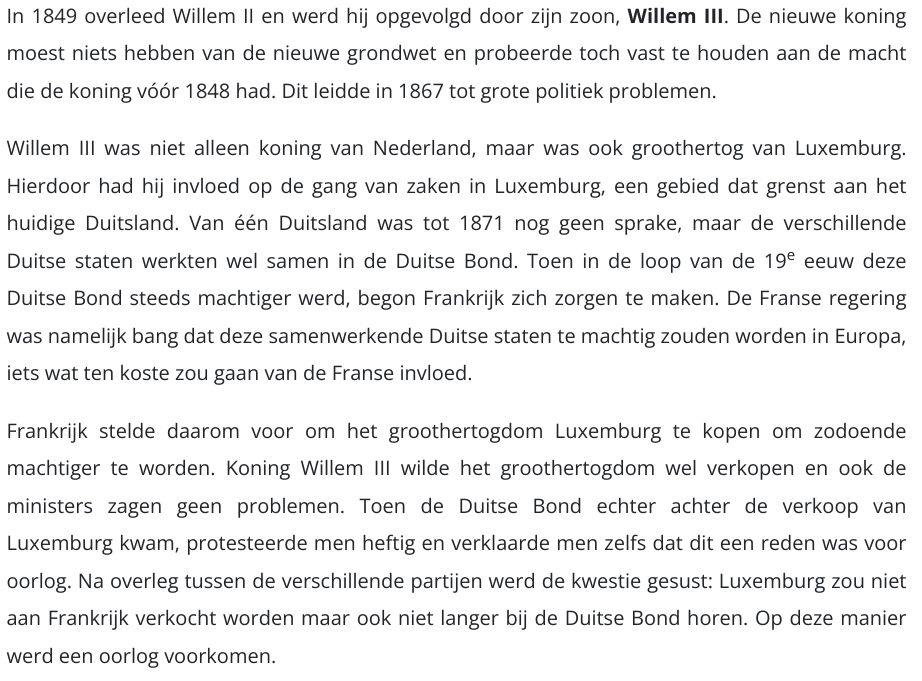 In 1849 overleed Willem II en werd hij opgevolgd door zijn zoon, Willem III. De nieuwe koning
moest niets hebben van de nieuwe grondwet en probeerde toch vast te houden aan de macht
die de koning vóór 1848 had. Dit leidde in 1867 tot grote politiek problemen.
Willem III was niet alleen koning van Nederland, maar was ook groothertog van Luxemburg.
Hierdoor had hij invloed op de gang van zaken in Luxemburg, een gebied dat grenst aan het
huidige Duitsland. Van één Duitsland was tot 1871 nog geen sprake, maar de verschillende
Duitse staten werkten wel samen in de Duitse Bond. Toen in de loop van de 19e eeuw deze
Duitse Bond steeds machtiger werd, begon Frankrijk zich zorgen te maken. De Franse regering
was namelijk bang dat deze samenwerkende Duitse staten te machtig zouden worden in Europa,
iets wat ten koste zou gaan van de Franse invloed.
Frankrijk stelde daarom voor om het groothertogdom Luxemburg te kopen om zodoende
machtiger te worden. Koning Willem III wilde het groothertogdom wel verkopen en ook de
ministers zagen geen problemen. Toen de Duitse Bond echter achter de verkoop van
Luxemburg kwam, protesteerde men heftig en verklaarde men zelfs dat dit een reden was voor
oorlog. Na overleg tussen de verschillende partijen werd de kwestie gesust: Luxemburg zou niet
aan Frankrijk verkocht worden maar ook niet langer bij de Duitse Bond horen. Op deze manier
werd een oorlog voorkomen.